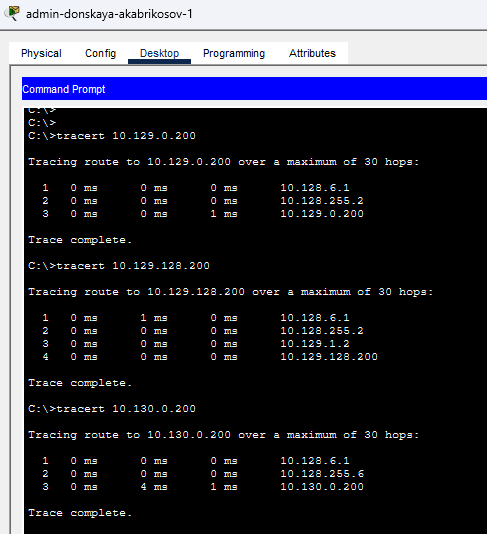 admin-donskaya-akabrikosov-1
Physical Config Desktop Programming Attributes
Command Prompt
C:\>
C:\>
C:\>tracert 10.129.0.200
Tracing route to 10.129.0.200 over a maximum of 30 hops:
1 0 ms 0 ms 0 ms 10.128.6.1
2 0 ms 0 ms 0 ms 10.128.255.2
3 0 ms 0 ms 1 ms 10.129.0.200
Trace complete.
C:\>tracert 10.129.128.200
Tracing route to 10.129.128.200 over a maximum of 30 hops:
1 0 ms 1 ms 0 ms 10.128.6.1
2 0 ms 0 ms 0 ms 10.128.255.2
3 0 ms 0 ms 0 ms 10.129.1.2
4 0 ms 0 ms 0 ms 10.129.128.200
Trace complete.
C:\>tracert 10.130.0.200
Tracing route to 10.130.0.200 over a maximum of 30 hops:
1 0 ms 0 ms 0 ms 10.128.6.1
2 0 ms 0 ms 0 ms 10.128.255.6
3 0 ms 4 ms 1 ms 10.130.0.200
Trace complete.